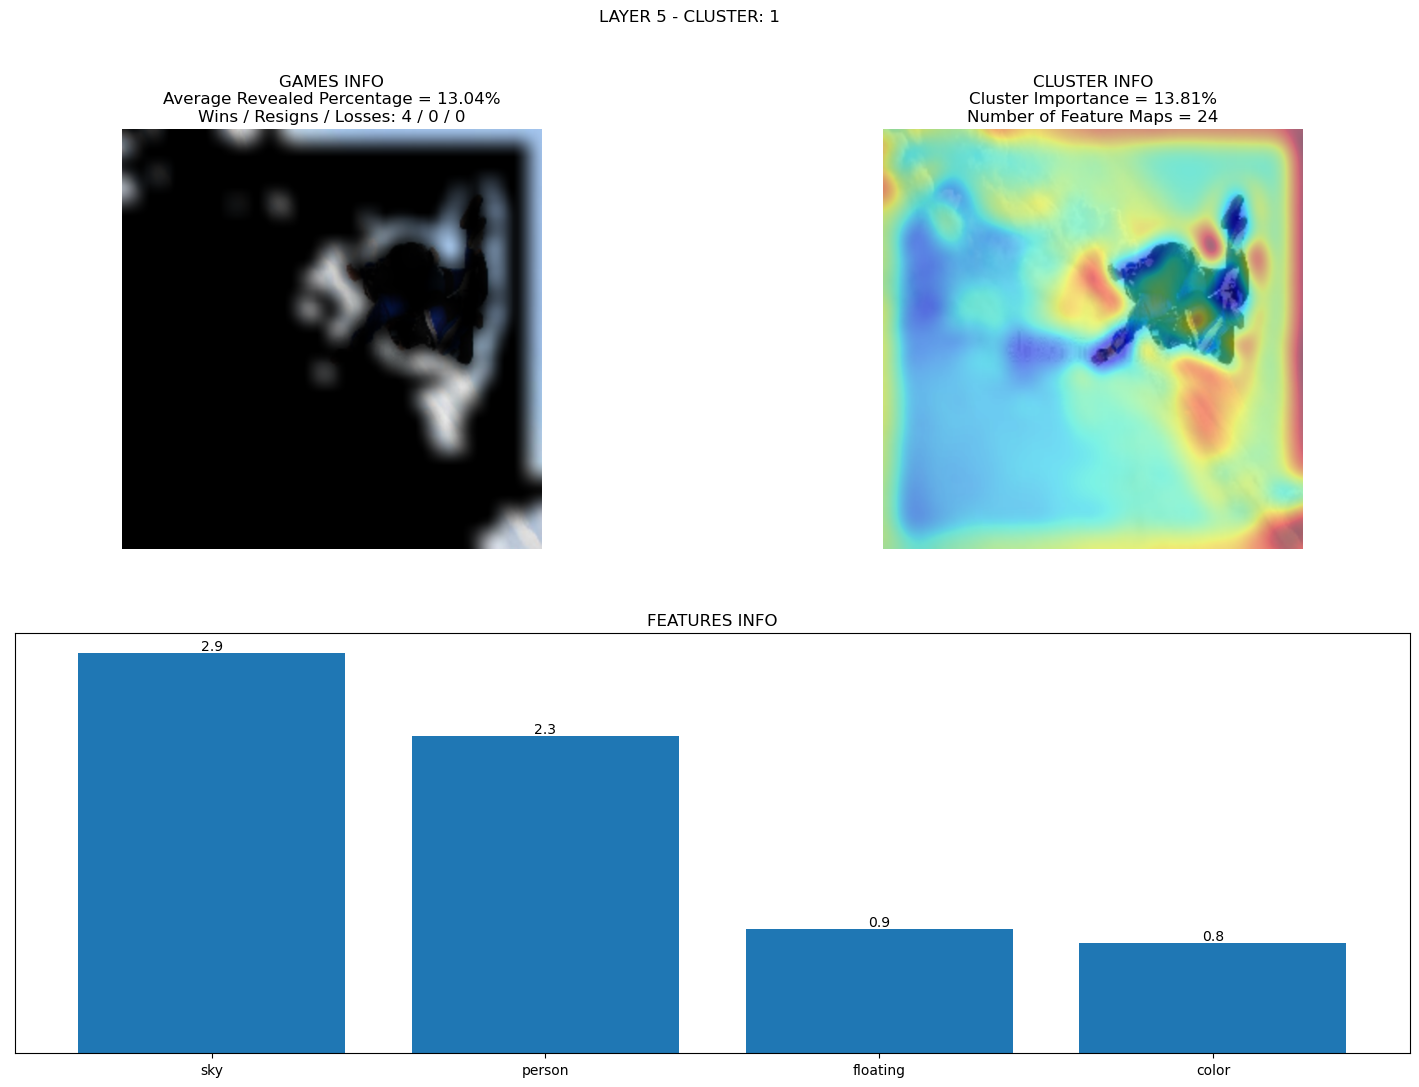 LAYER 5 - CLUSTER: 1
GAMES INFO
Average Revealed Percentage = 13.04%
Wins / Resigns / Losses: 4 / 0 / 0
CLUSTER INFO
Cluster Importance = 13.81%
Number of Feature Maps = 24
FEATURES INFO
2.9
2.3
0.9
0.8
sky
person
floating
color